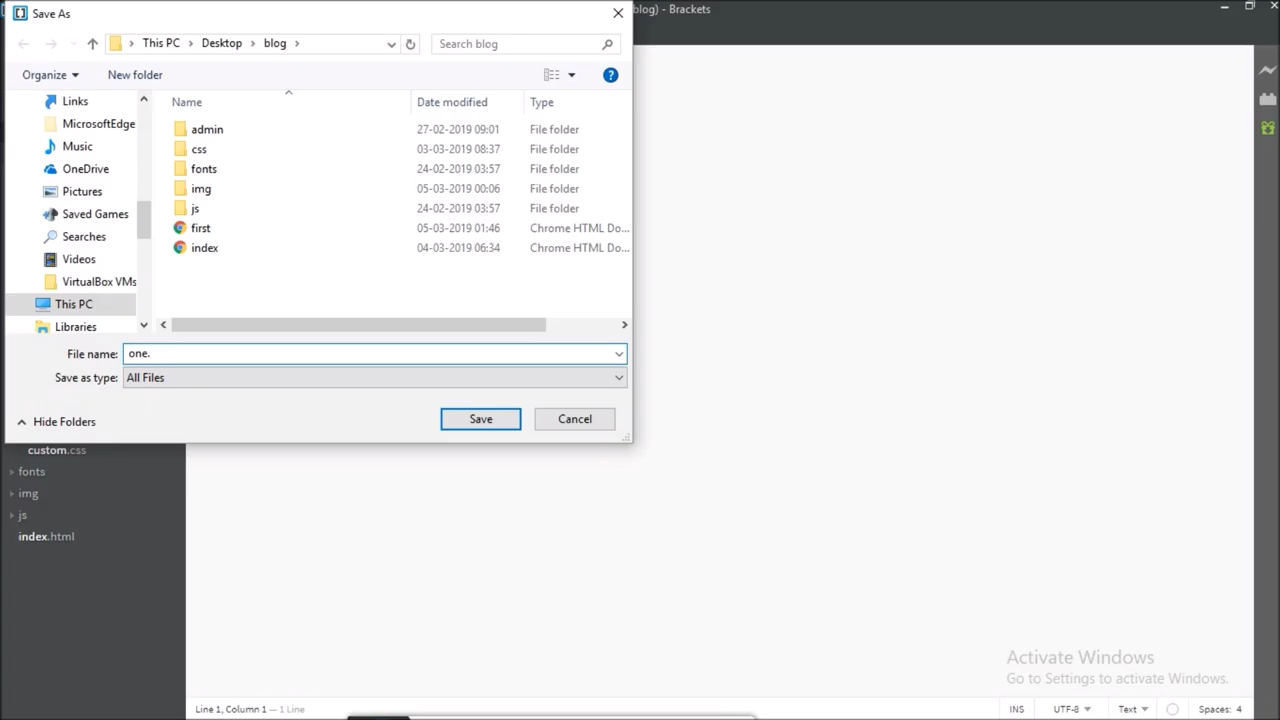 Save As
blog) - Brackets
This PC
Desktop
blog
Search blog
Organize
New folder
Name
Date modified
Type
Links
MicrosoftEdge
Music
OneDrive
Pictures
Saved Games
Searches
Videos
VirtualBox VMs
This PC
Libraries
admin 27-02-2019 09:01 File folder
css 03-03-2019 08:37 File folder
fonts 24-02-2019 03:57 File folder
img 05-03-2019 00:06 File folder
js 24-02-2019 03:57 File folder
first 05-03-2019 01:46 Chrome HTML Do...
index 04-03-2019 06:34 Chrome HTML Do...
File name: one.
Save as type: All Files
Hide Folders
Save
Cancel
custom.css
fonts
img
js
index.html
Activate Windows
Go to Settings to activate Windows.
Line 1, Column 1 — 1 Line
INS
UTF-8
Text
Spaces: 4